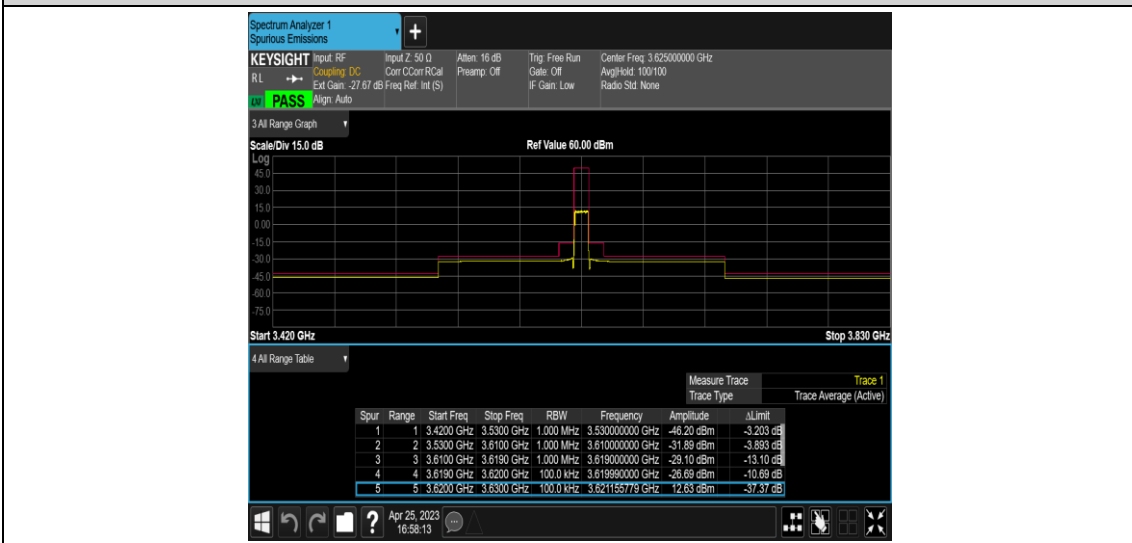 Spectrum Analyzer 1
Spurious Emissions
+
KEYSIGHT Input: RF Input Z: 50 Ω Atten: 16 dB Trig: Free Run Center Freq: 3.625000000 GHz
RL Coupling: DC Corr CCorr RCal Preamp: Off Gate: Off Avg|Hold: 100/100
Ext Gain: -27.67 dB Freq Ref: Int (S) IF Gain: Low Radio Std: None
PASS Align: Auto
3 All Range Graph
Scale/Div 15.0 dB Ref Value 60.00 dBm
Log
45.0
30.0
15.0
0.00
-15.0
-30.0
-45.0
-60.0
-75.0
Start 3.420 GHz Stop 3.830 GHz
4 All Range Table
Measure Trace Trace 1
Trace Type Trace Average (Active)
Spur Range Start Freq Stop Freq RBW Frequency Amplitude ΔLimit
1 1 3.4200 GHz 3.5300 GHz 1.000 MHz 3.530000000 GHz -46.20 dBm -3.203 dB
2 2 3.5300 GHz 3.6100 GHz 1.000 MHz 3.610000000 GHz -31.89 dBm -3.893 dB
3 3 3.6100 GHz 3.6190 GHz 1.000 MHz 3.619000000 GHz -29.10 dBm -13.10 dB
4 4 3.6190 GHz 3.6200 GHz 100.0 kHz 3.619990000 GHz -26.69 dBm -10.69 dB
5 5 3.6200 GHz 3.6300 GHz 100.0 kHz 3.621155779 GHz 12.63 dBm -37.37 dB
? Apr 25, 2023
16:58:13